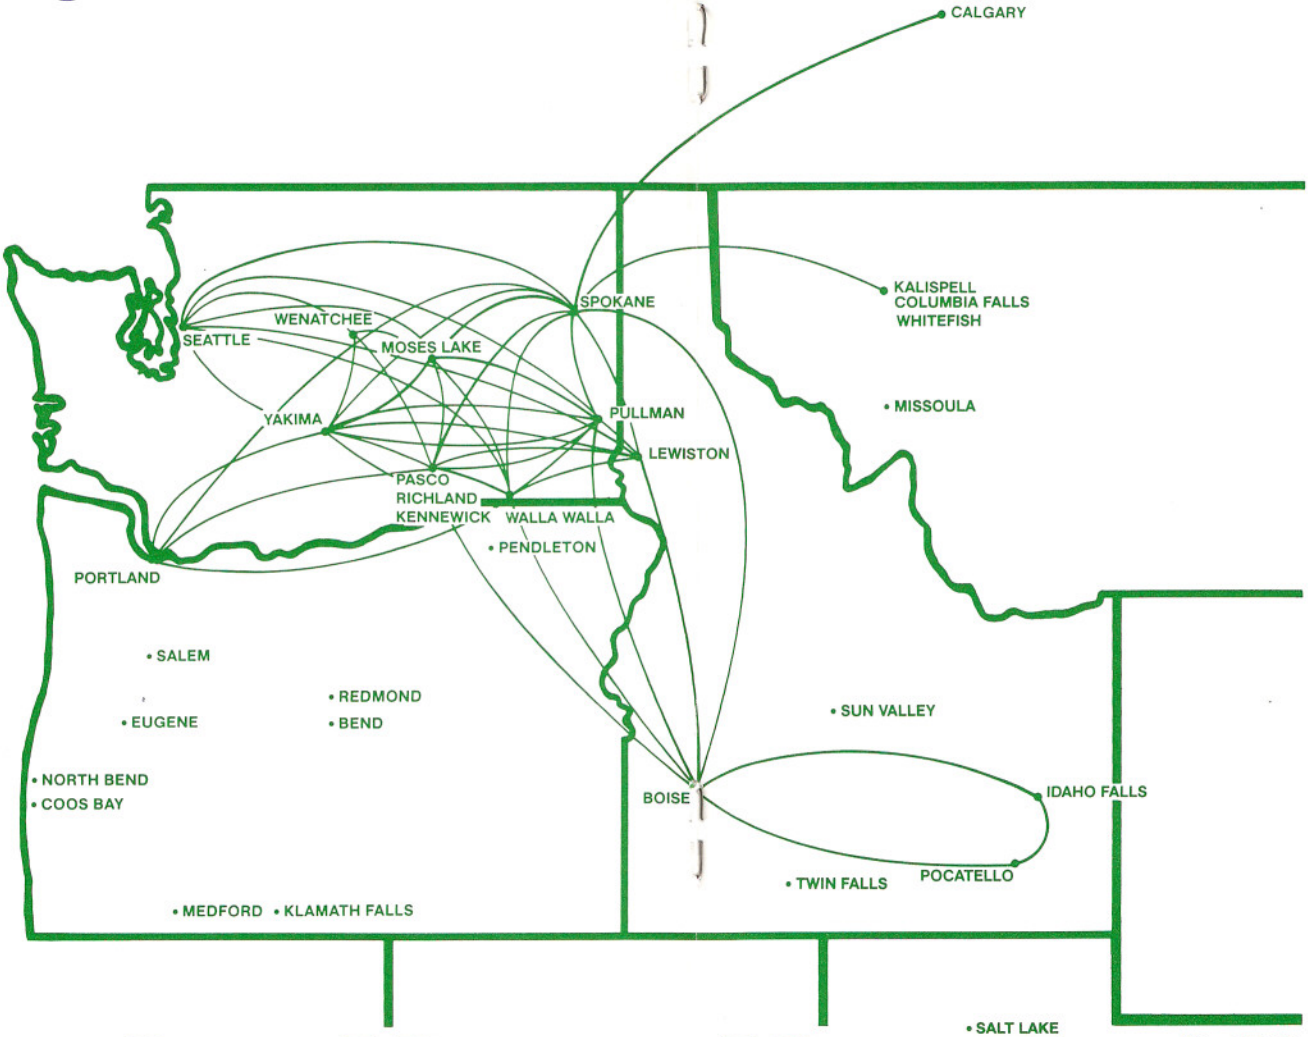 CALGARY
SPOKANE
KALISPELL
COLUMBIA FALLS
WHITEFISH
WENATCHEE
SEATTLE
MOSES LAKE
YAKIMA
PULLMAN
MISSOULA
LEWISTON
PASCO
RICHLAND
KENNEWICK
WALLA WALLA
PENDLETON
PORTLAND
SALEM
REDMOND
EUGENE
BEND
SUN VALLEY
NORTH BEND
COOS BAY
BOISE
IDAHO FALLS
POCATELLO
TWIN FALLS
MEDFORD
KLAMATH FALLS
SALT LAKE